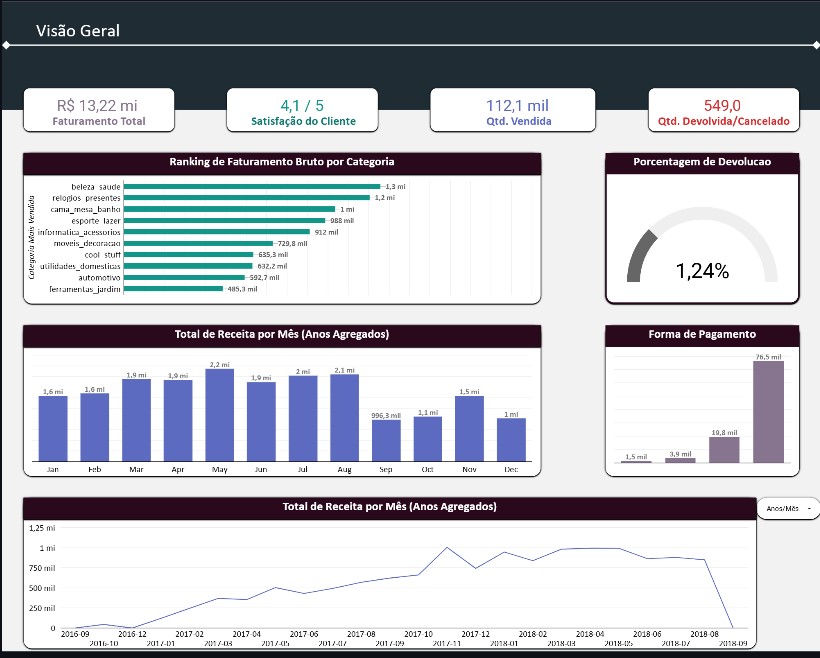 Visão Geral
R$ 13,22 mi
Faturamento Total
4,1 / 5
Satisfação do Cliente
112,1 mil
Qtd. Vendida
549,0
Qtd. Devolvida/Cancelado
Ranking de Faturamento Bruto por Categoria
Categoria Mais Vendida
beleza_saude 1,3 mi
relogios_presentes 1,2 mi
cama_mesa_banho 1 mi
esporte_lazer 988 mil
informatica_acessorios 912 mil
moveis_decoracao 729,8 mil
cool_stuff 635,3 mil
utilidades_domesticas 632,2 mil
automotivo 592,7 mil
ferramentas_jardim 485,3 mil
Porcentagem de Devolucao
1,24%
Total de Receita por Mês (Anos Agregados)
1,6 mi 1,6 mi 1,9 mi 1,9 mi 2,2 mi 1,9 mi 2 mi 2,1 mi 996,3 mil 1,1 mi 1,5 mi 1 mi
Jan Feb Mar Apr May Jun Jul Aug Sep Oct Nov Dec
Forma de Pagamento
1,5 mil 3,9 mil 19,8 mil 76,5 mil
Total de Receita por Mês (Anos Agregados)
Anos/Mês
1,25 mi
1 mi
750 mil
500 mil
250 mil
0
2016-09 2016-12 2017-02 2017-04 2017-06 2017-08 2017-10 2017-12 2018-02 2018-04 2018-06 2018-08
2016-10 2017-01 2017-03 2017-05 2017-07 2017-09 2017-11 2018-01 2018-03 2018-05 2018-07 2018-09